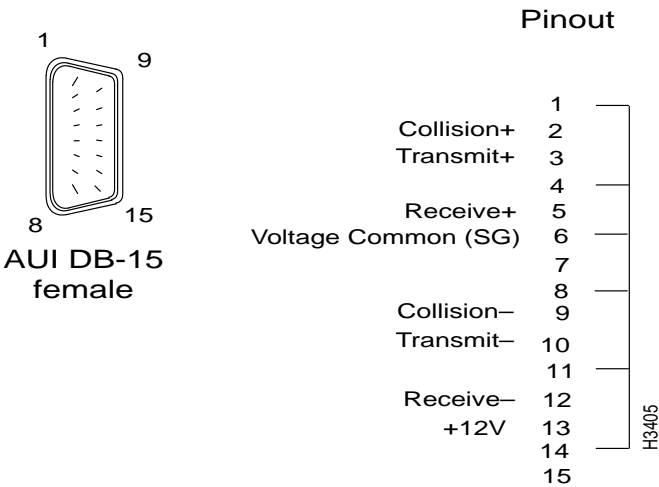 Pinout
1
9
8
15
AUI DB-15
female
1
Collision+ 2
Transmit+ 3
4
Receive+ 5
Voltage Common (SG) 6
7
8
Collision– 9
Transmit– 10
11
Receive– 12
+12V 13
14
15
H3405